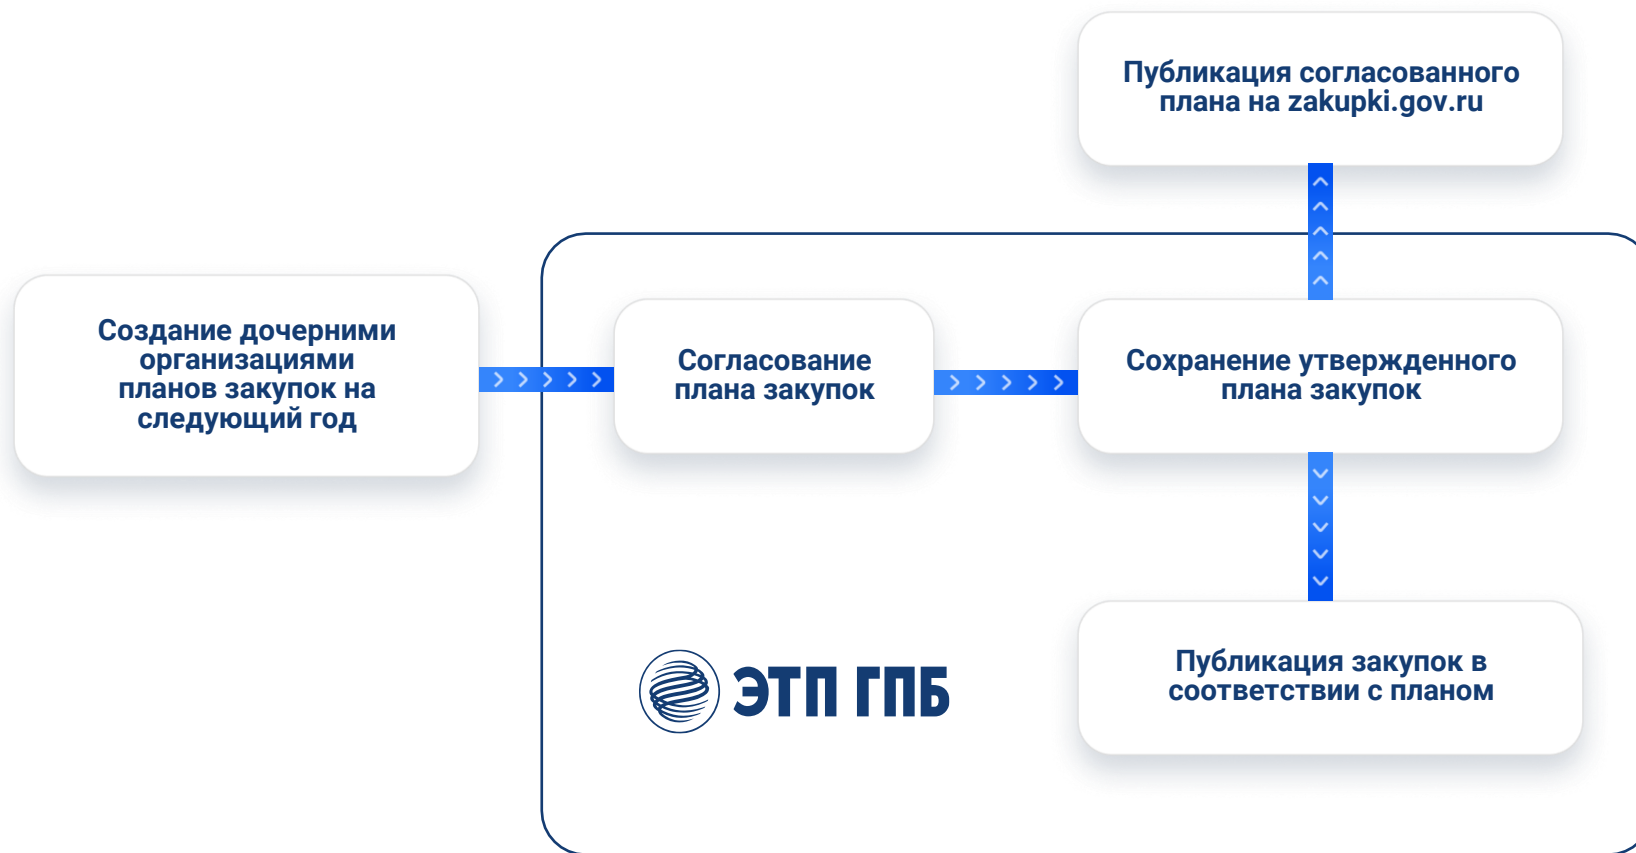 Публикация согласованного
плана на zakupki.gov.ru
Создание дочерними
организациями
планов закупок на
следующий год
Согласование
плана закупок
Сохранение утвержденного
плана закупок
Публикация закупок в
соответствии с планом
ЭТП ГПБ